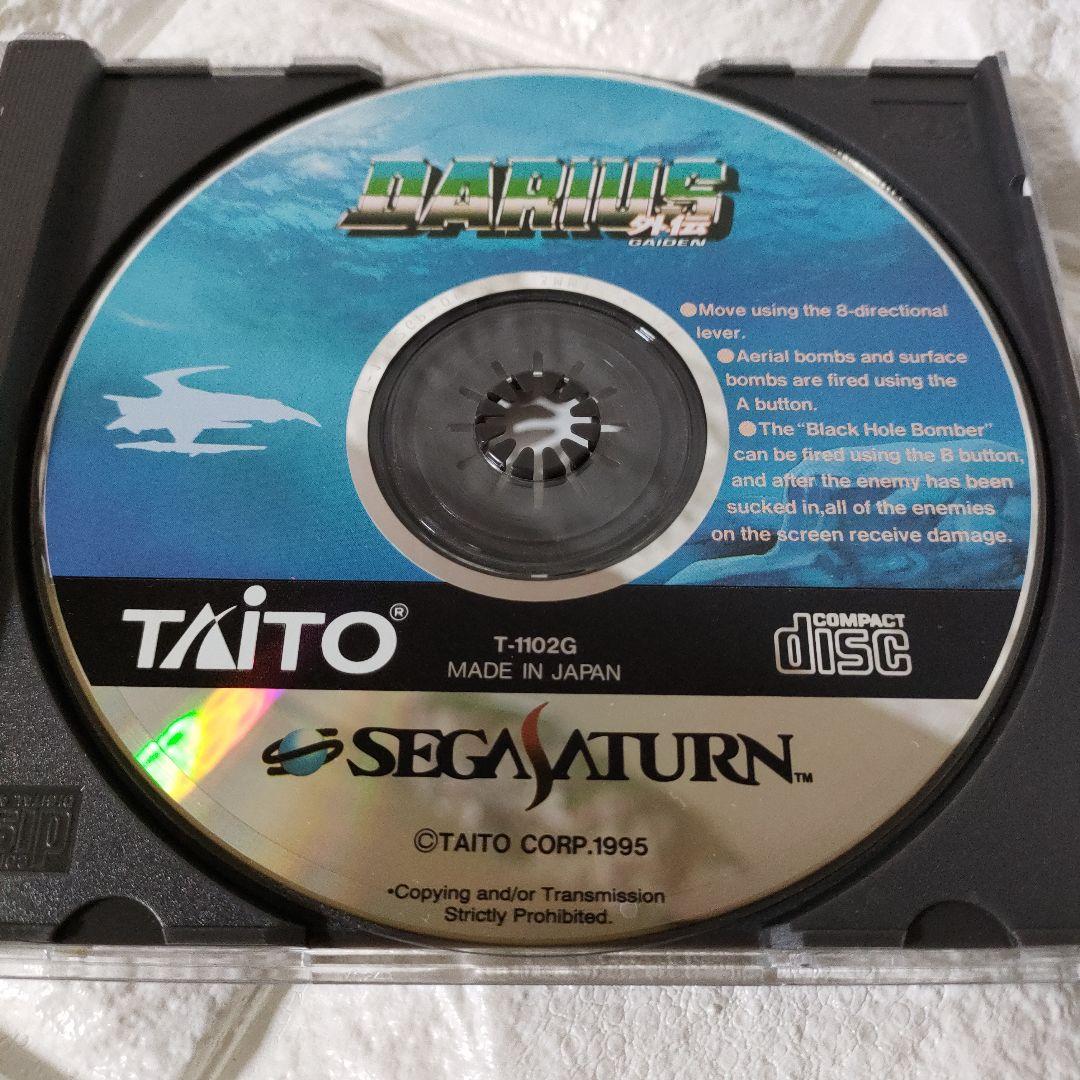 DARIUS
外伝
GAIDEN
●Move using the 8-directional
lever.
●Aerial bombs and surface
bombs are fired using the
A button.
●The "Black Hole Bomber"
can be fired using the B button,
and after the enemy has been
sucked in,all of the enemies
on the screen receive damage.
TAiTO®
T-1102G
MADE IN JAPAN
COMPACT
disc
SEGA SATURN™
©TAITO CORP.1995
•Copying and/or Transmission
Strictly Prohibited.